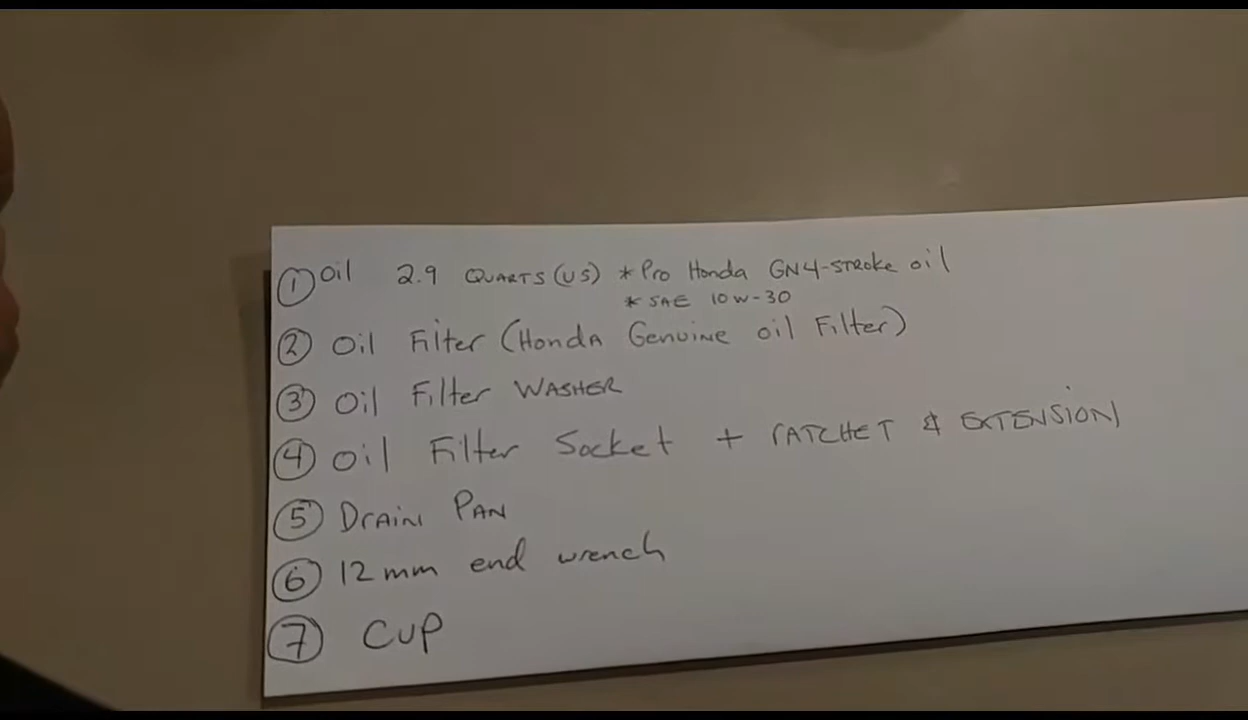 ① Oil 2.9 QUARTS (US) * Pro Honda GN4-STROKE oil
* SAE 10W-30
② Oil Filter (Honda Genuine oil Filter)
③ Oil Filter WASHER
④ Oil Filter Socket + RATCHET & EXTENSION
⑤ Drain PAN
⑥ 12mm end wrench
⑦ CUP